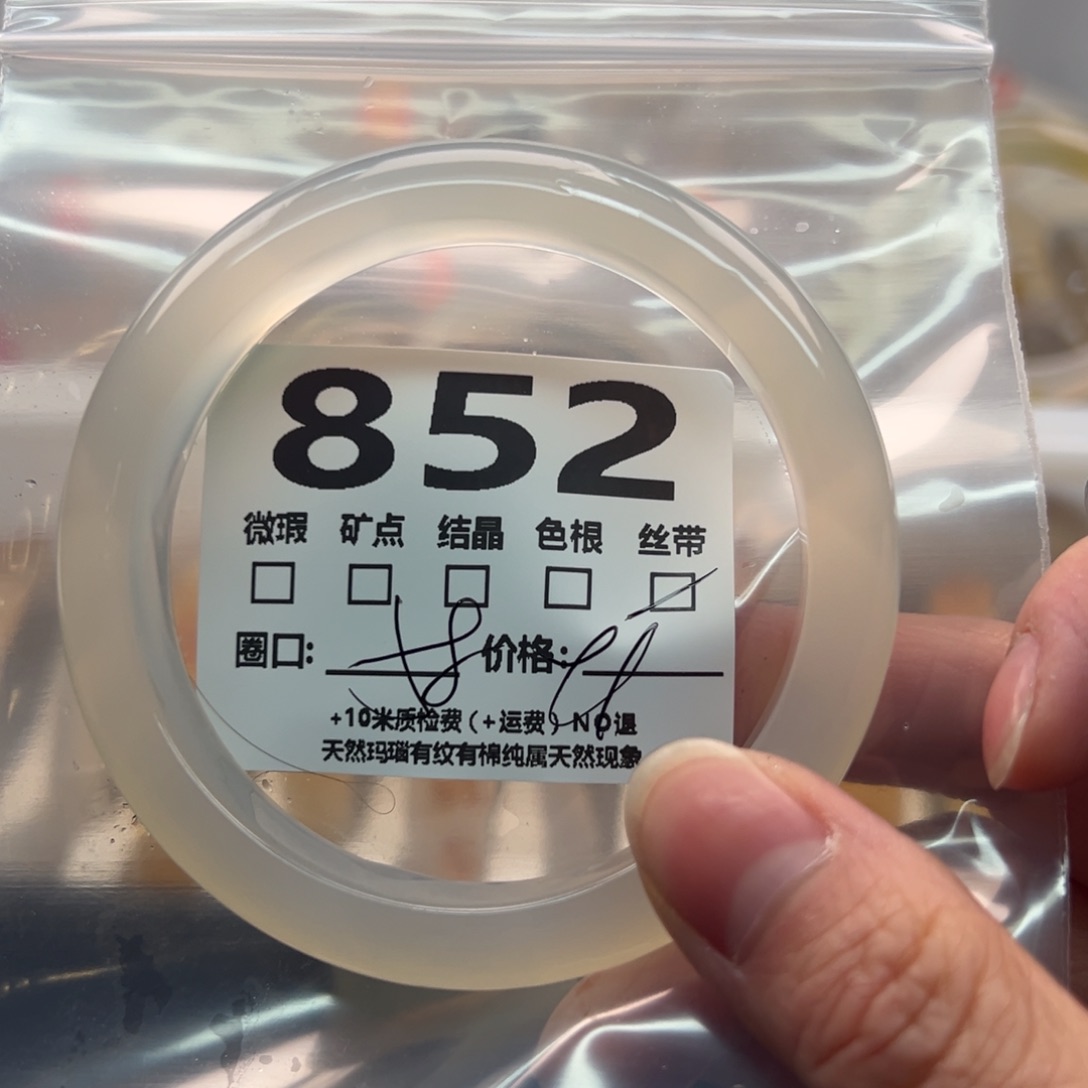 852
微瑕 矿点 结晶 色根 丝带
圈口: 价格:
+10米质检费(+运费)NO退
天然玛瑙有纹有棉纯属天然现象